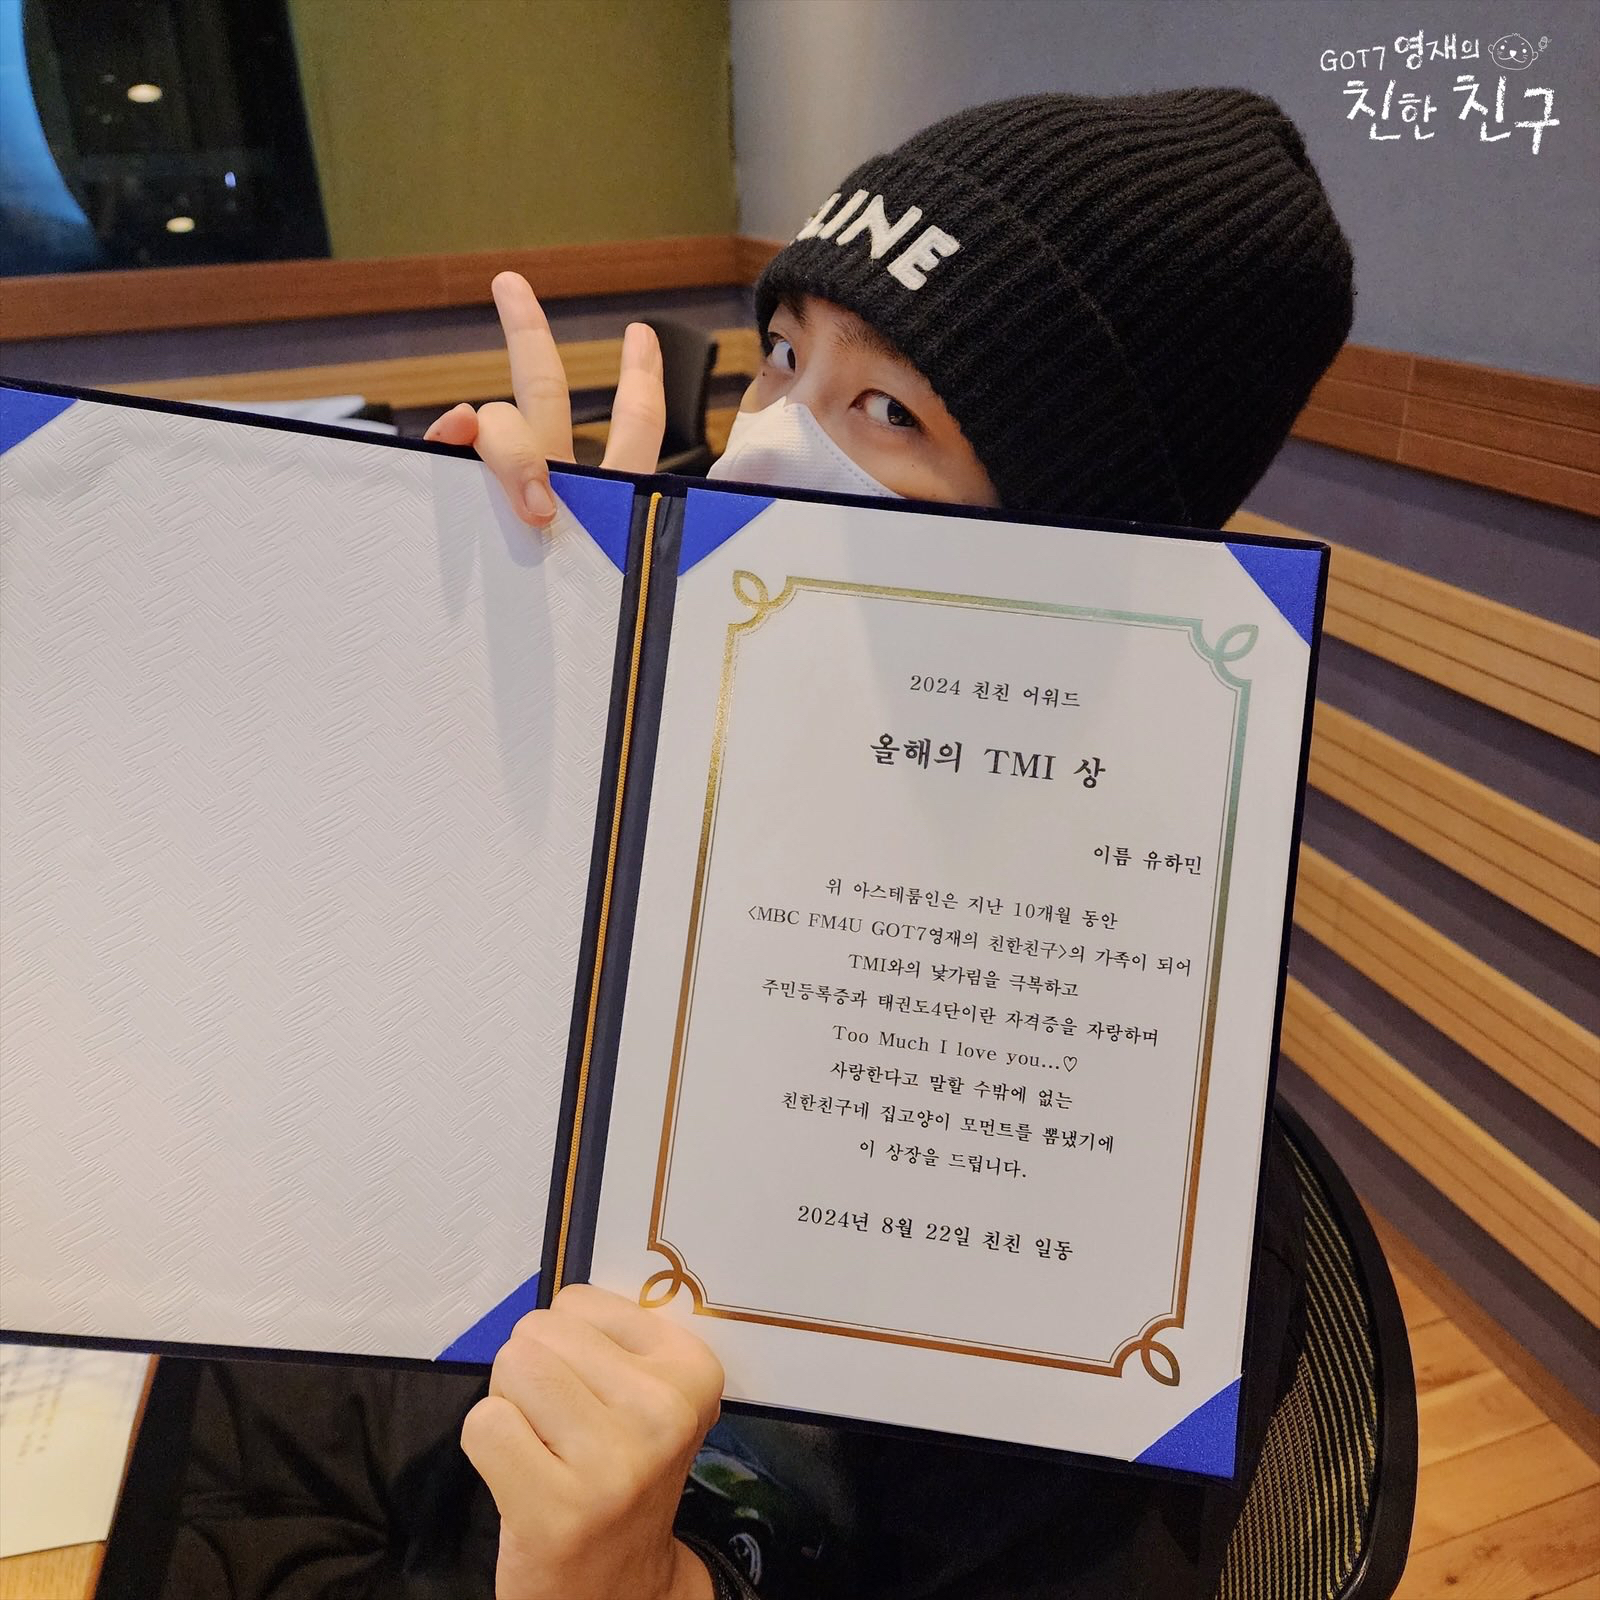 GOT7 영재의
친한 친구
LINE
2024 친친 어워드
올해의 TMI 상
이름 유하민
위 아스테룸인은 지난 10개월 동안
<MBC FM4U GOT7영재의 친한친구>의 가족이 되어
TMI와의 낯가림을 극복하고
주민등록증과 태권도4단이란 자격증을 자랑하며
Too Much I love you...♡
사랑한다고 말할 수밖에 없는
친한친구네 집고양이 모먼트를 뽐냈기에
이 상장을 드립니다.
2024년 8월 22일 친친 일동